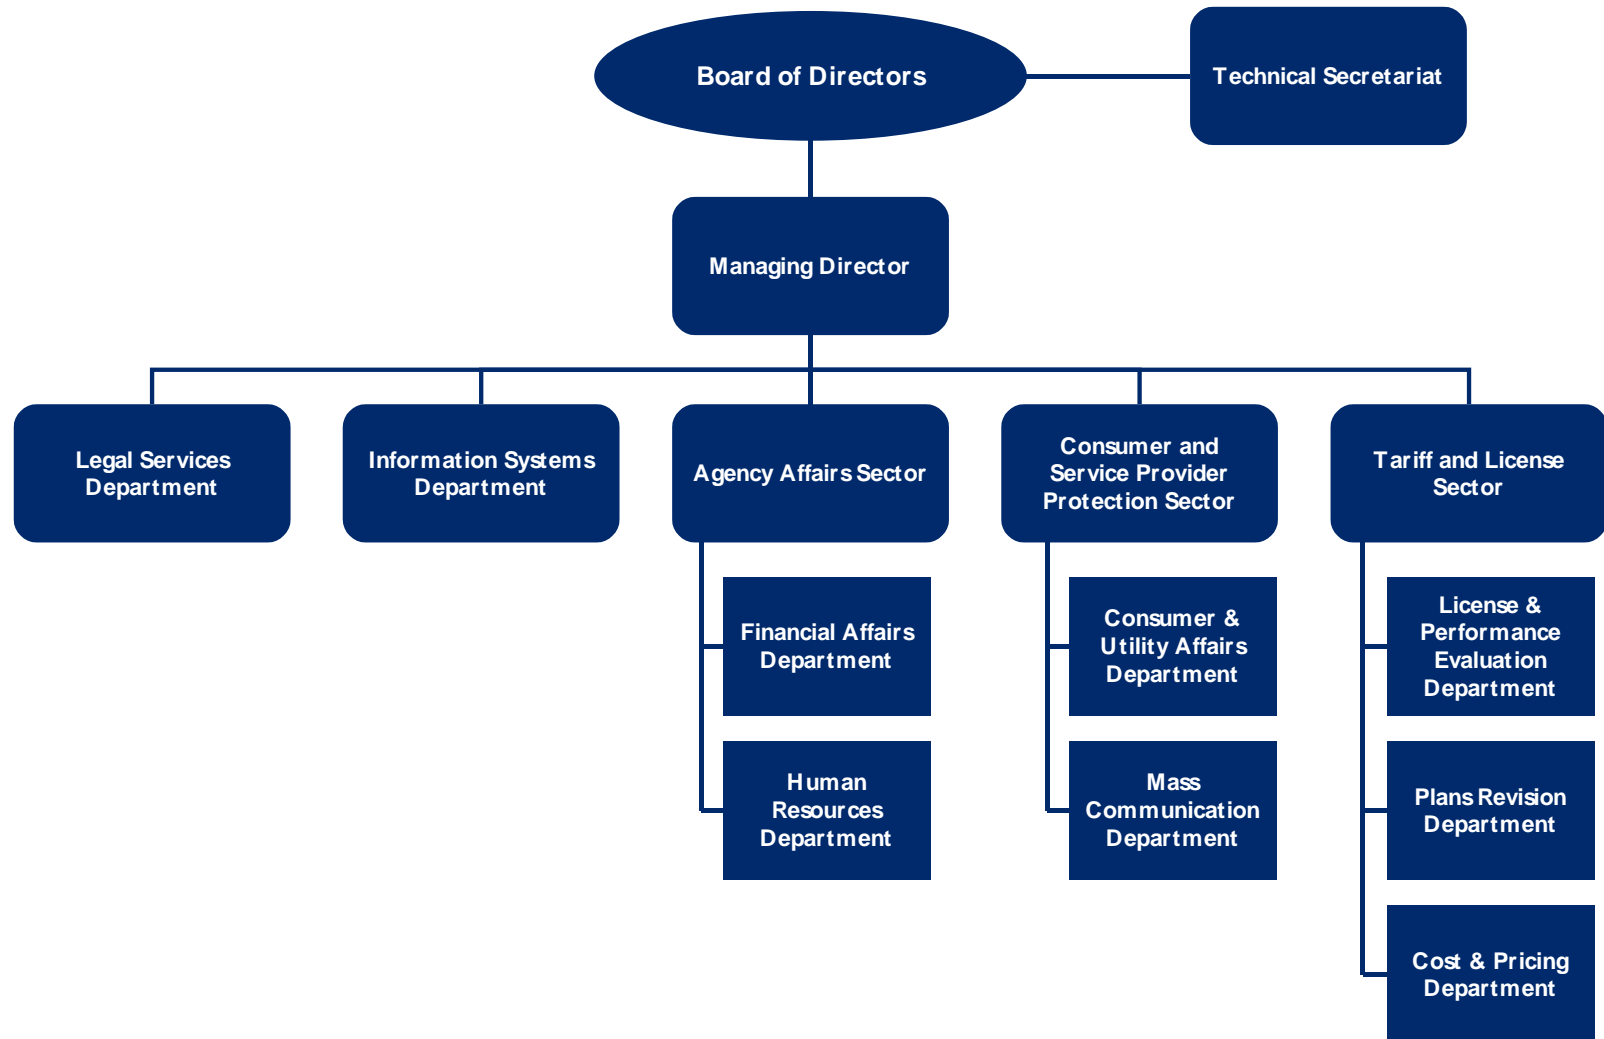 Board of Directors
Technical Secretariat
Managing Director
Legal Services
Department
Information Systems
Department
Agency Affairs Sector
Consumer and
Service Provider
Protection Sector
Tariff and License
Sector
Financial Affairs
Department
Consumer &
Utility Affairs
Department
License &
Performance
Evaluation
Department
Human
Resources
Department
Mass
Communication
Department
Plans Revision
Department
Cost & Pricing
Department